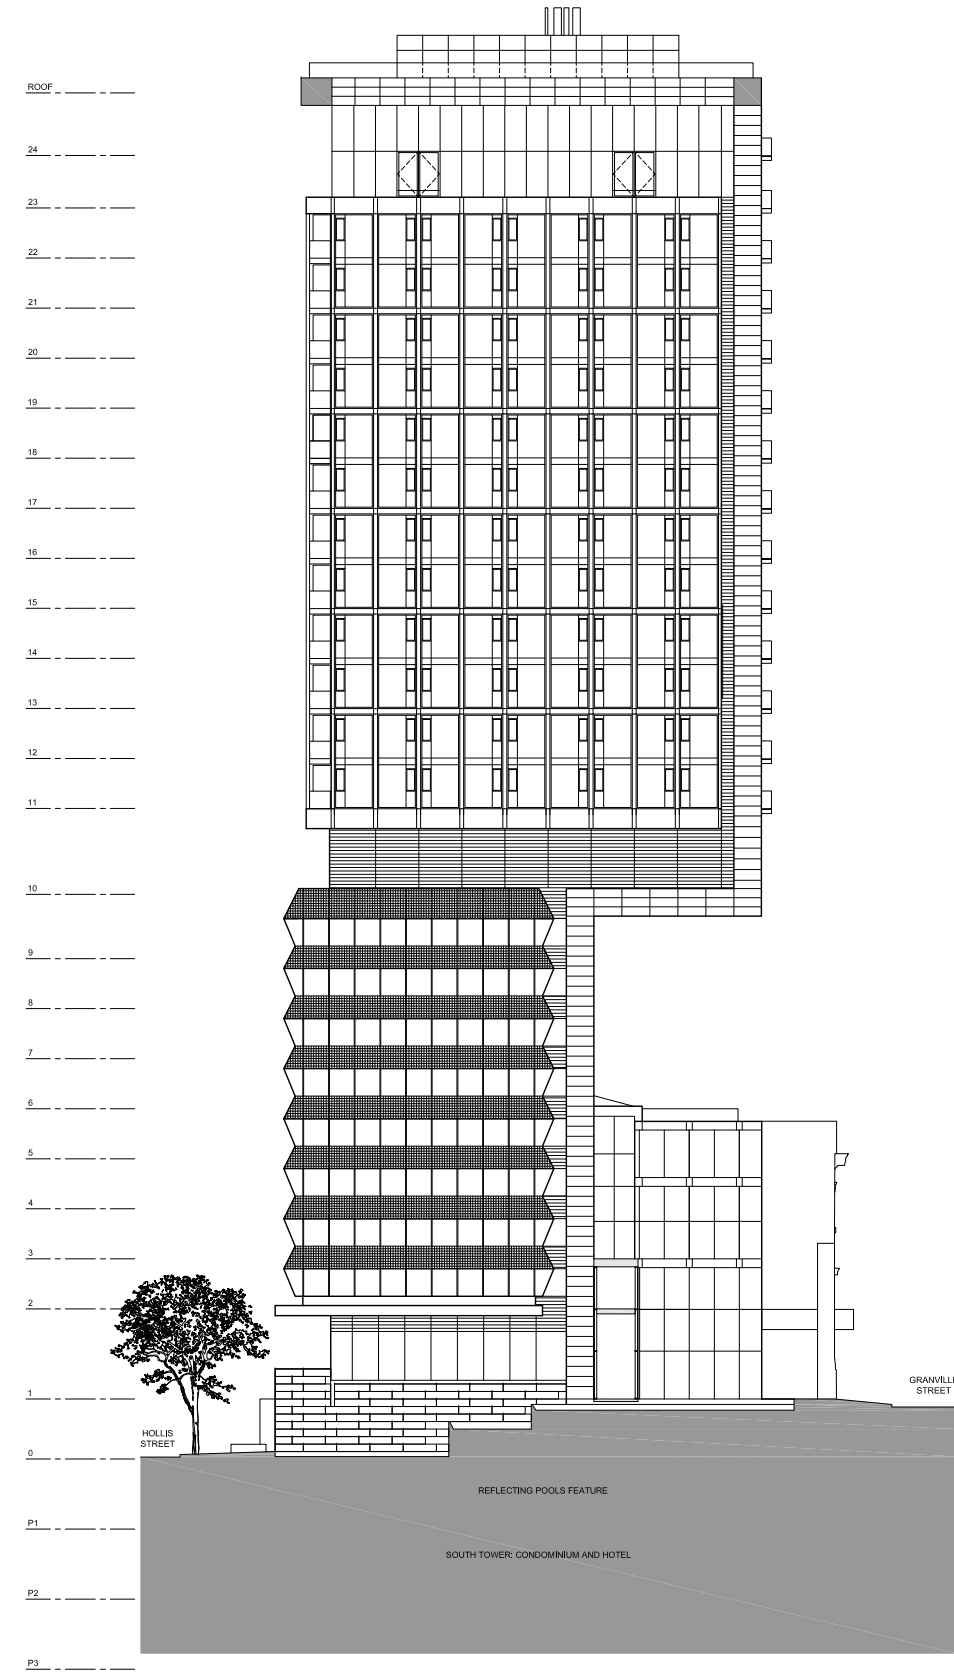 ROOF
24
23
22
21
20
19
18
17
16
15
14
13
12
11
10
9
8
7
6
5
4
3
2
1
GRANVILLE
STREET
HOLLIS
STREET
0
REFLECTING POOLS FEATURE
P1
SOUTH TOWER: CONDOMINIUM AND HOTEL
P2
P3